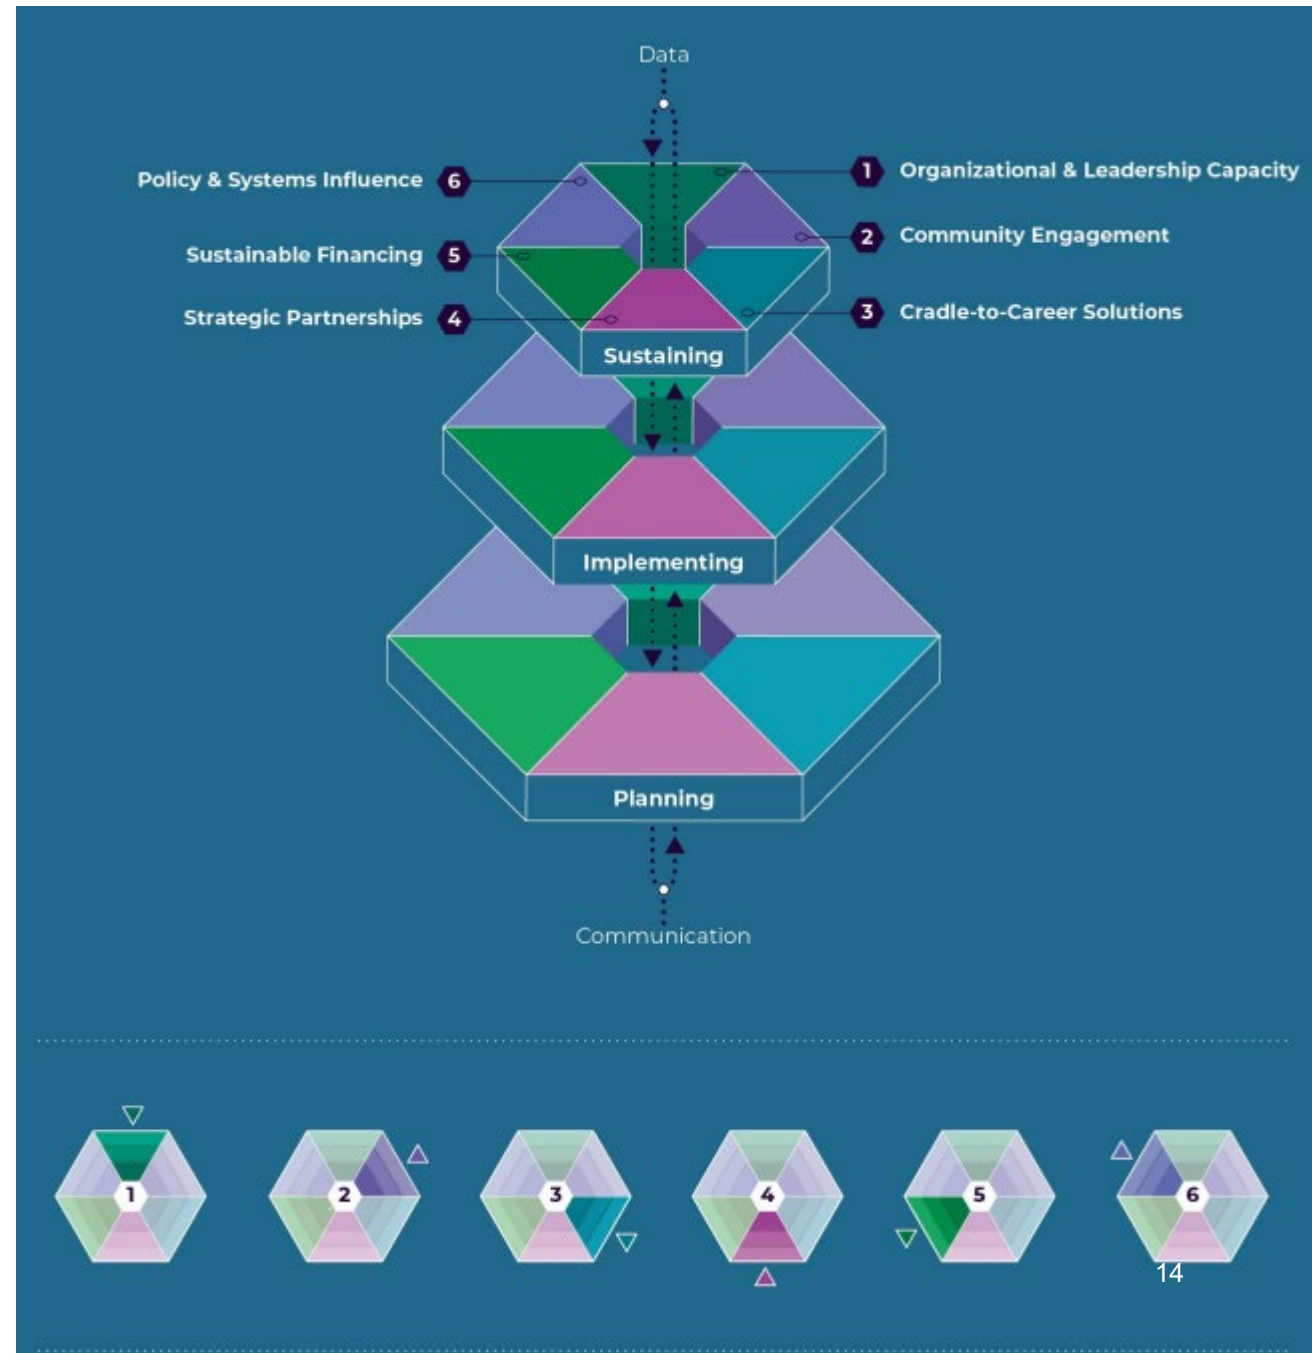 Data
Policy & Systems Influence 6
1 Organizational & Leadership Capacity
Sustainable Financing 5
2 Community Engagement
Strategic Partnerships 4
3 Cradle-to-Career Solutions
Sustaining
Implementing
Planning
Communication
1 2 3 4 5 6
14